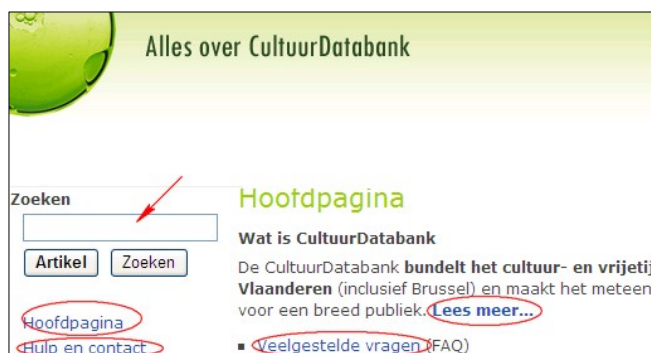 Alles over CultuurDatabank
Zoeken
Artikel Zoeken
Hoofdpagina
Hulp en contact
Hoofdpagina
Wat is CultuurDatabank
De CultuurDatabank bundelt het cultuur- en
Vlaanderen (inclusief Brussel) en maakt het meteen
voor een breed publiek. Lees meer...
Veelgestelde vragen (FAQ)